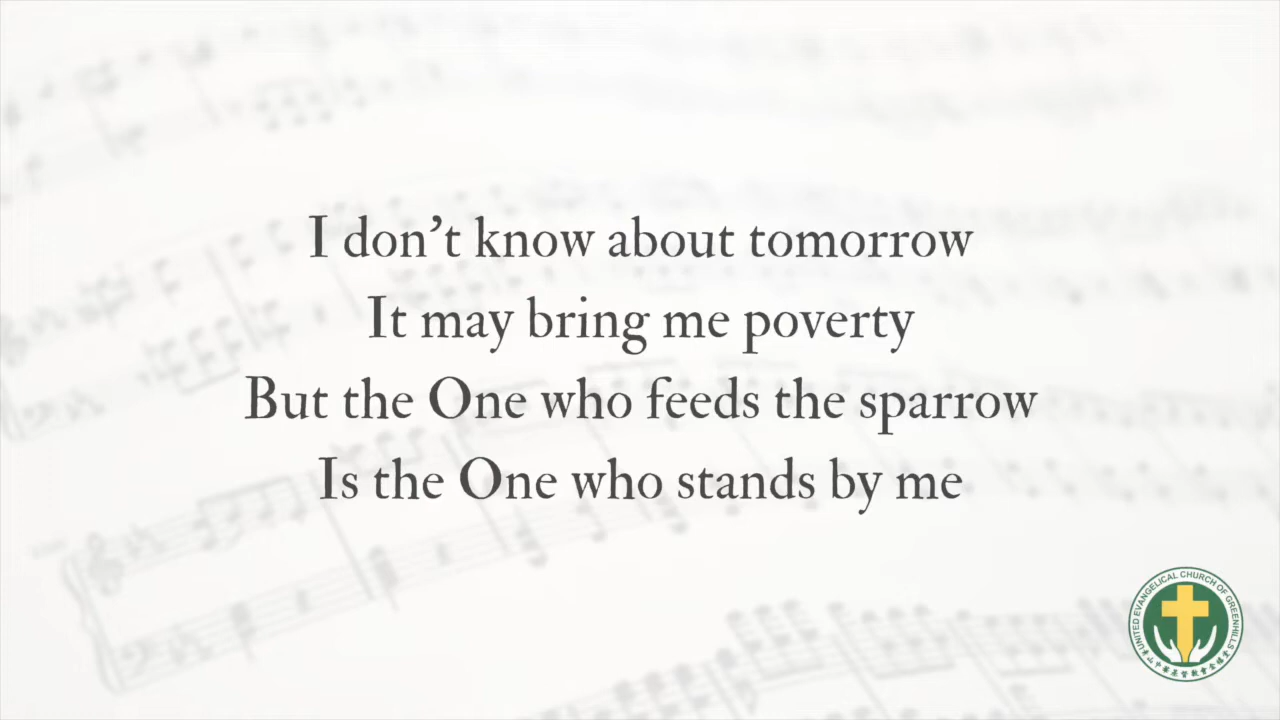 I don't know about tomorrow
It may bring me poverty
But the One who feeds the sparrow
Is the One who stands by me
UNITED EVANGELICAL CHURCH OF GREENHILLS